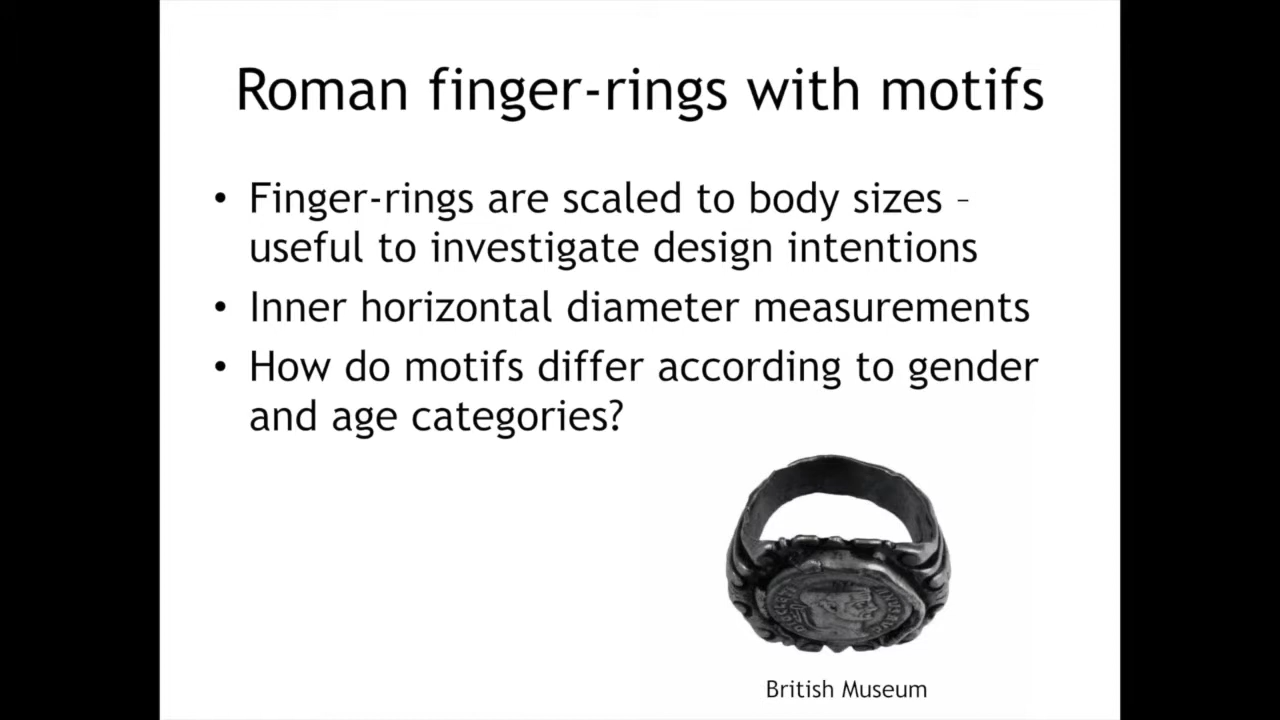 Roman finger-rings with motifs
• Finger-rings are scaled to body sizes –
useful to investigate design intentions
• Inner horizontal diameter measurements
• How do motifs differ according to gender
and age categories?
British Museum